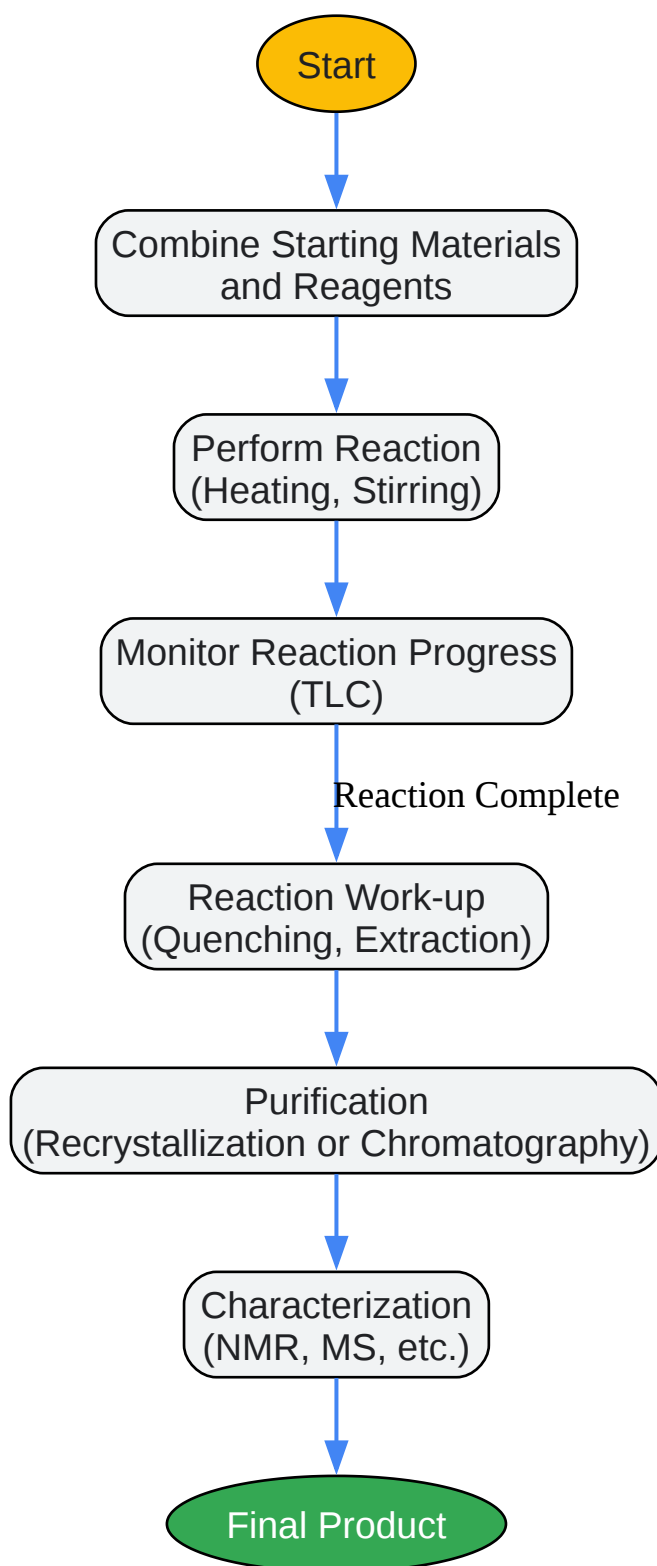 Start
Combine Starting Materials
and Reagents
Perform Reaction
(Heating, Stirring)
Monitor Reaction Progress
(TLC)
Reaction Complete
Reaction Work-up
(Quenching, Extraction)
Purification
(Recrystallization or Chromatography)
Characterization
(NMR, MS, etc.)
Final Product